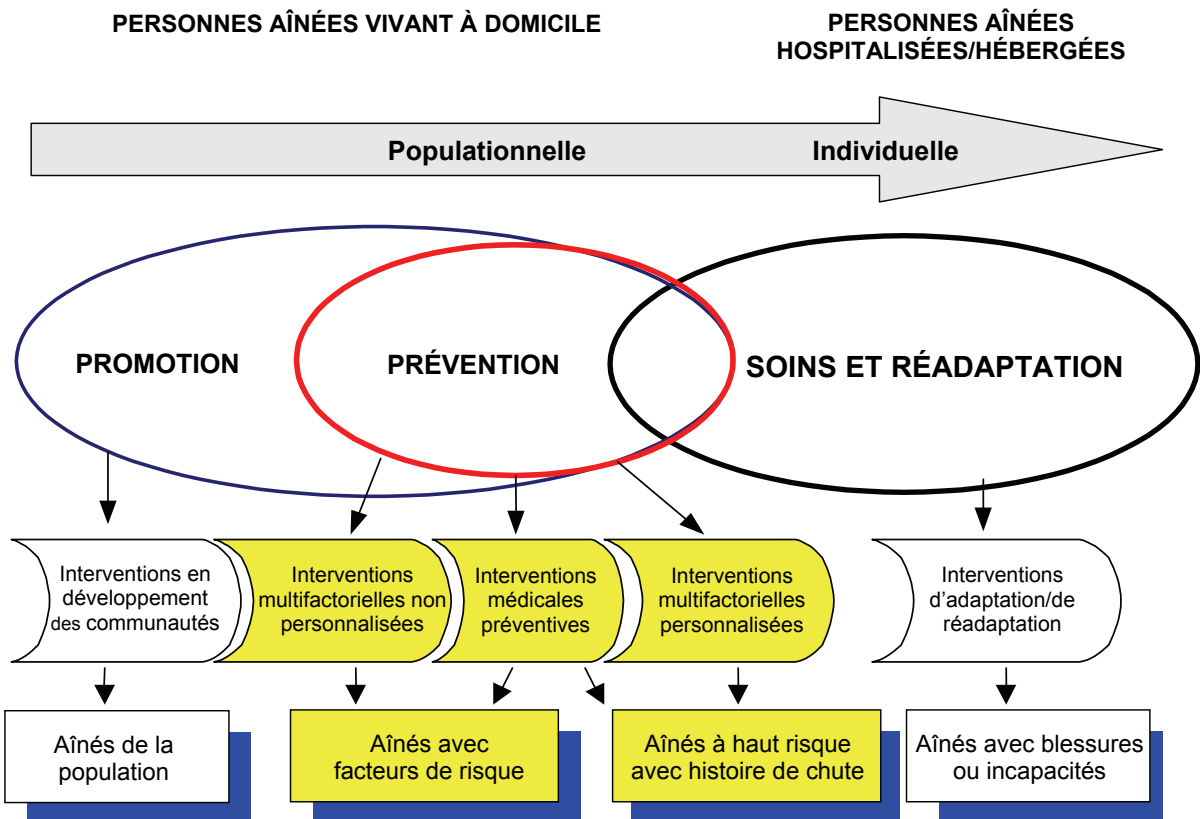 PERSONNES AÎNÉES VIVANT À DOMICILE
PERSONNES AÎNÉES
HOSPITALISÉES/HÉBERGÉES
Populationnelle
Individuelle
PROMOTION
PRÉVENTION
SOINS ET RÉADAPTATION
Interventions en
développement
des communautés
Interventions
multifactorielles non
personnalisées
Interventions
médicales
préventives
Interventions
multifactorielles
personnalisées
Interventions
d'adaptation/de
réadaptation
Aînés de la
population
Aînés avec
facteurs de risque
Aînés à haut risque
avec histoire de chute
Aînés avec blessures
ou incapacités